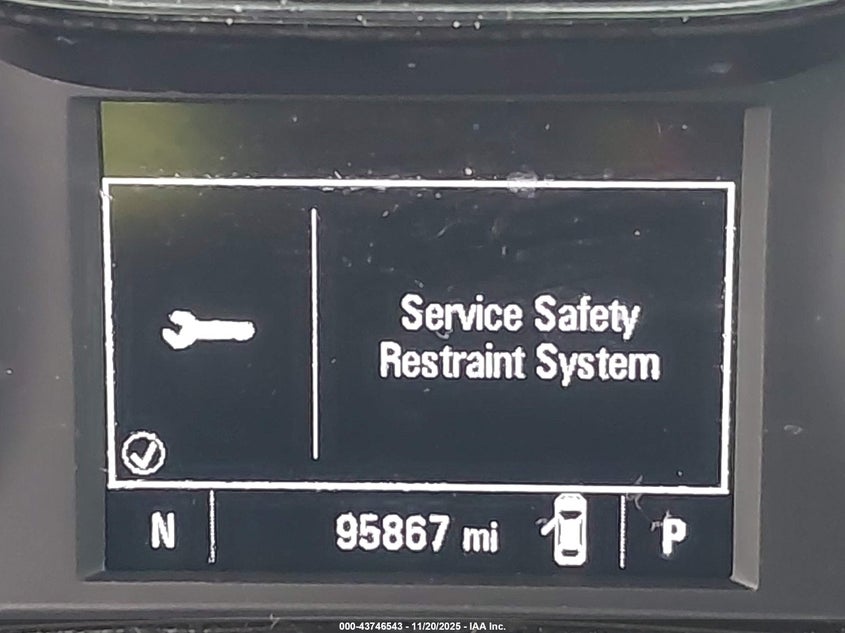 Service Safety
Restraint System
N 95867 mi P
000-43746543 - 11/20/2025 - IAA Inc.